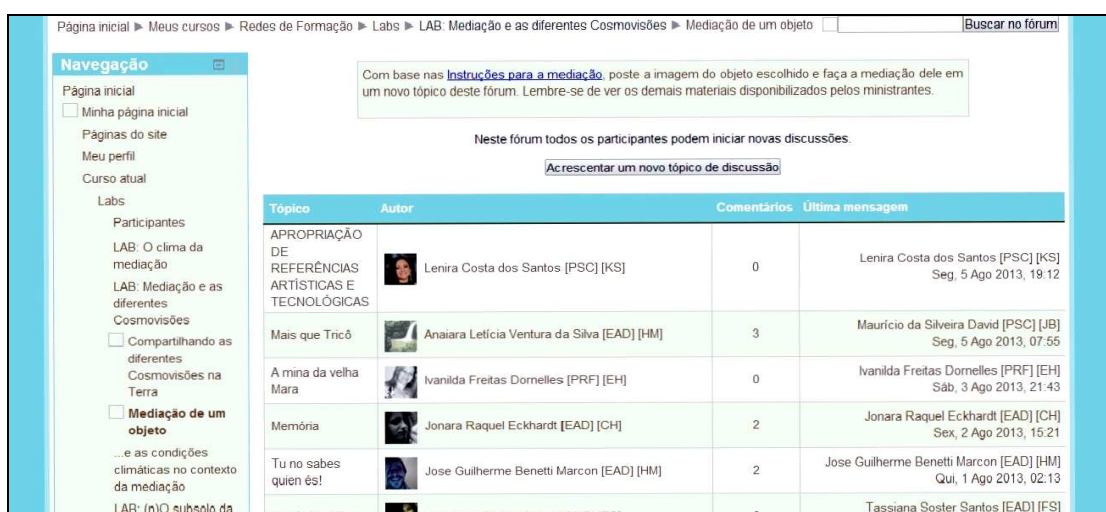 Página inicial ▶ Meus cursos ▶ Redes de Formação ▶ Labs ▶ LAB: Mediação e as diferentes Cosmovisões ▶ Mediação de um objeto
Buscar no fórum
Navegação
Página inicial
Minha página inicial
Páginas do site
Meu perfil
Curso atual
Labs
Participantes
LAB: O clima da
mediação
LAB: Mediação e as
diferentes
Cosmovisões
Compartilhando as
diferentes
Cosmovisões na
Terra
Mediação de um
objeto
...e as condições
climáticas no contexto
da mediação
LAB: (n)O subsolo da
Com base nas Instruções para a mediação, poste a imagem do objeto escolhido e faça a mediação dele em
um novo tópico deste fórum. Lembre-se de ver os demais materiais disponibilizados pelos ministrantes.
Neste fórum todos os participantes podem iniciar novas discussões.
Acrescentar um novo tópico de discussão
Tópico Autor Comentários Última mensagem
APROPRIAÇÃO
DE
REFERÊNCIAS
ARTÍSTICAS E
TECNOLÓGICAS
Lenira Costa dos Santos [PSC] [KS]
0
Lenira Costa dos Santos [PSC] [KS]
Seg, 5 Ago 2013, 19:12
Mais que Tricô
Anaiara Letícia Ventura da Silva [EAD] [HM]
3
Maurício da Silveira David [PSC] [JB]
Seg, 5 Ago 2013, 07:55
A mina da velha
Mara
Ivanilda Freitas Dornelles [PRF] [EH]
0
Ivanilda Freitas Dornelles [PRF] [EH]
Sáb, 3 Ago 2013, 21:43
Memória
Jonara Raquel Eckhardt [EAD] [CH]
2
Jonara Raquel Eckhardt [EAD] [CH]
Sex, 2 Ago 2013, 15:21
Tu no sabes
quien és!
Jose Guilherme Benetti Marcon [EAD] [HM]
2
Jose Guilherme Benetti Marcon [EAD] [HM]
Qui, 1 Ago 2013, 02:13
Tassiana Soster Santos [EAD] [FS]